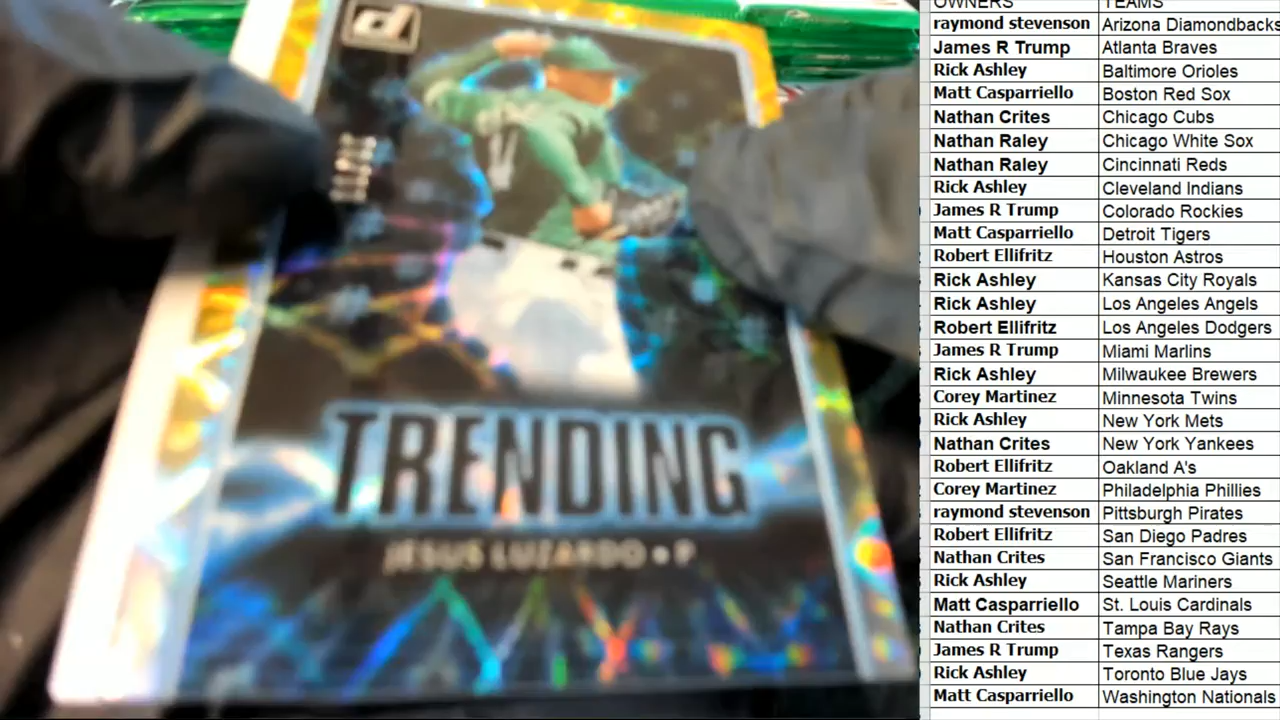 TRENDING
JESUS LUZARDO • P
OWNERS TEAMS
raymond stevenson Arizona Diamondbacks
James R Trump Atlanta Braves
Rick Ashley Baltimore Orioles
Matt Casparriello Boston Red Sox
Nathan Crites Chicago Cubs
Nathan Raley Chicago White Sox
Nathan Raley Cincinnati Reds
Rick Ashley Cleveland Indians
James R Trump Colorado Rockies
Matt Casparriello Detroit Tigers
Robert Ellifritz Houston Astros
Rick Ashley Kansas City Royals
Rick Ashley Los Angeles Angels
Robert Ellifritz Los Angeles Dodgers
James R Trump Miami Marlins
Rick Ashley Milwaukee Brewers
Corey Martinez Minnesota Twins
Rick Ashley New York Mets
Nathan Crites New York Yankees
Robert Ellifritz Oakland A's
Corey Martinez Philadelphia Phillies
raymond stevenson Pittsburgh Pirates
Robert Ellifritz San Diego Padres
Nathan Crites San Francisco Giants
Rick Ashley Seattle Mariners
Matt Casparriello St. Louis Cardinals
Nathan Crites Tampa Bay Rays
James R Trump Texas Rangers
Rick Ashley Toronto Blue Jays
Matt Casparriello Washington Nationals